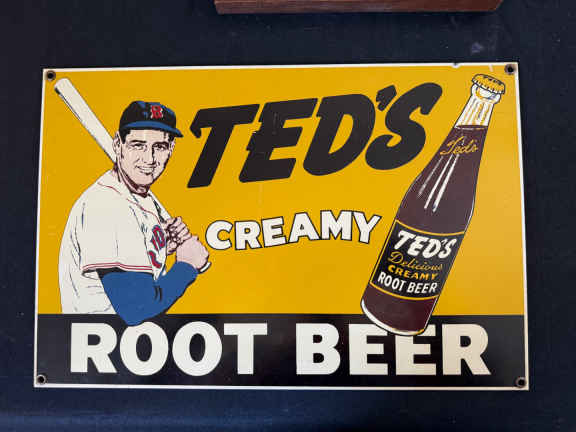 TED'S
CREAMY
ROOT BEER
B
Ted's
TED'S
Delicious
CREAMY
ROOT BEER